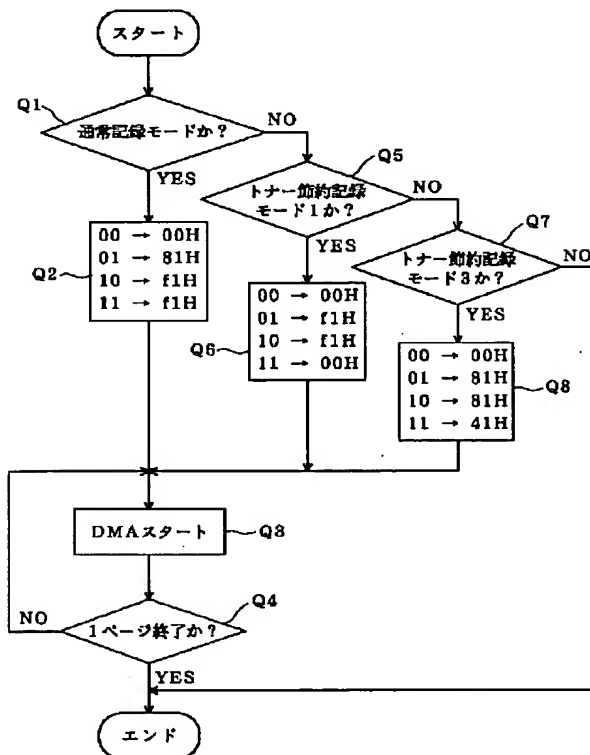 スタート
Q1
通常記録モードか?
NO
YES
Q5
トナー節約記録
モード1か?
NO
YES
Q7
トナー節約記録
モード3か?
NO
YES
Q2
00 → 00H
01 → 81H
10 → f1H
11 → f1H
Q6
00 → 00H
01 → f1H
10 → f1H
11 → 00H
Q8
00 → 00H
01 → 81H
10 → 81H
11 → 41H
DMAスタート
Q3
Q4
1ページ終了か?
NO
YES
エンド